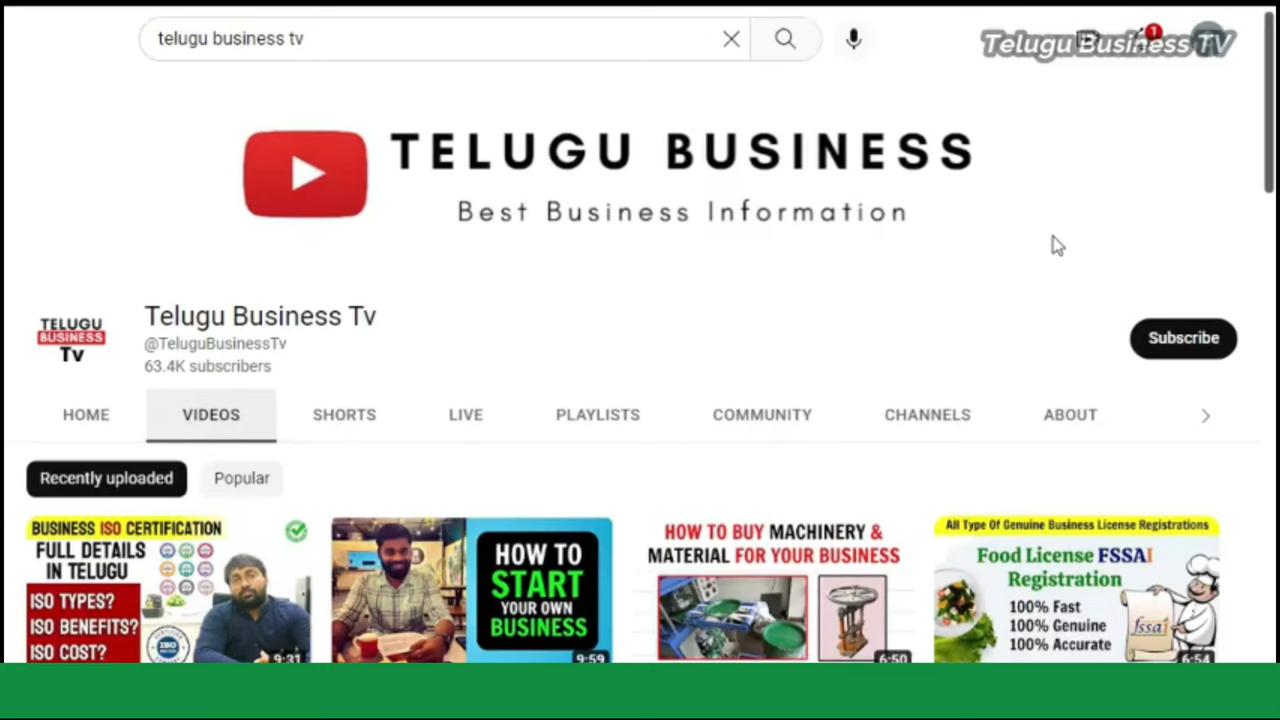 telugu business tv
Telugu Business TV
1
TELUGU BUSINESS
Best Business Information
TELUGU
BUSINESS
Tv
Telugu Business Tv
@TeluguBusinessTv
63.4K subscribers
Subscribe
HOME
VIDEOS
SHORTS
LIVE
PLAYLISTS
COMMUNITY
CHANNELS
ABOUT
Recently uploaded
Popular
BUSINESS ISO CERTIFICATION
FULL DETAILS
IN TELUGU
ISO TYPES?
ISO BENEFITS?
ISO COST?
9:31
HOW TO
START
YOUR OWN
BUSINESS
9:59
HOW TO BUY MACHINERY &
MATERIAL FOR YOUR BUSINESS
6:50
All Type Of Genuine Business License Registrations
Food License FSSAI
Registration
100% Fast
100% Genuine
100% Accurate
fssai
6:54